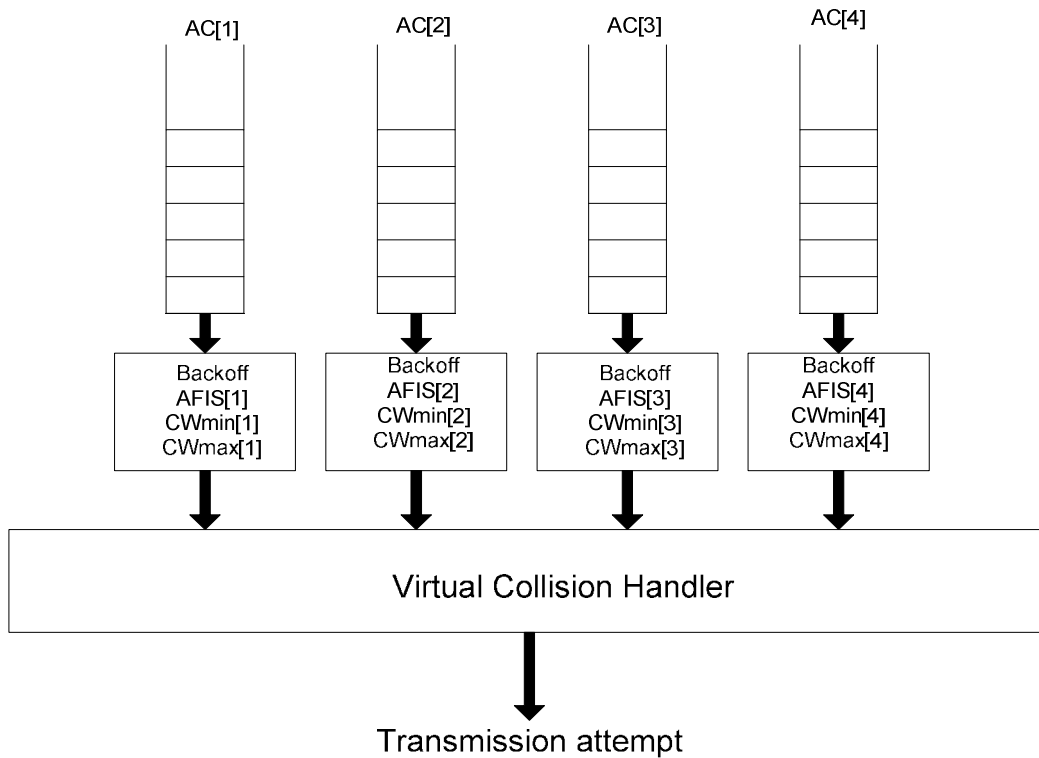 AC[1] AC[2] AC[3] AC[4]
Backoff
AFIS[1]
CWmin[1]
CWmax[1]
Backoff
AFIS[2]
CWmin[2]
CWmax[2]
Backoff
AFIS[3]
CWmin[3]
CWmax[3]
Backoff
AFIS[4]
CWmin[4]
CWmax[4]
Virtual Collision Handler
Transmission attempt